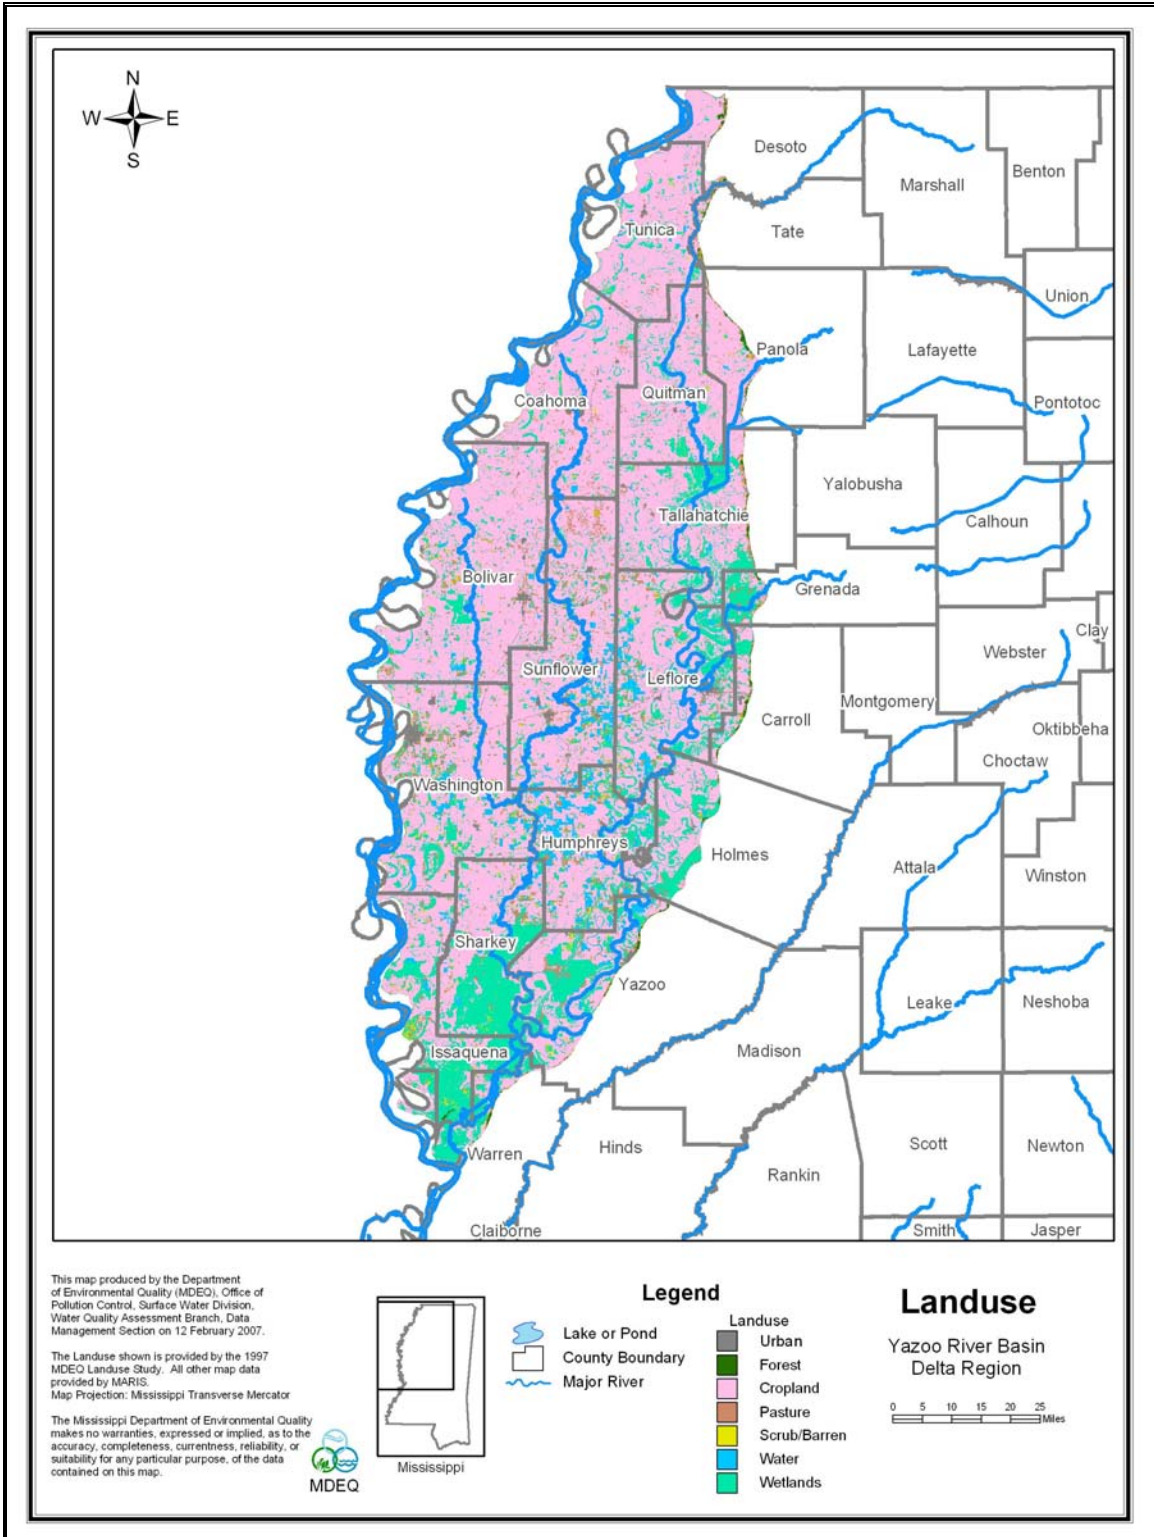 N
W E
S
Desoto
Marshall
Benton
Tunica
Tate
Union
Panola
Lafayette
Coahoma
Quitman
Pontotoc
Yalobusha
Tallahatchie
Calhoun
Bolivar
Grenada
Clay
Webster
Sunflower
Leflore
Montgomery
Carroll
Oktibbeha
Choctaw
Washington
Humphreys
Holmes
Attala
Winston
Sharkey
Yazoo
Leake
Neshoba
Issaquena
Madison
Warren
Hinds
Scott
Newton
Rankin
Claiborne
Smith
Jasper
This map produced by the Department
of Environmental Quality (MDEQ), Office of
Pollution Control, Surface Water Division,
Water Quality Assessment Branch, Data
Management Section on 12 February 2007.
The Landuse shown is provided by the 1997
MDEQ Landuse Study. All other map data
provided by MARIS.
Map Projection: Mississippi Transverse Mercator
The Mississippi Department of Environmental Quality
makes no warranties, expressed or implied, as to the
accuracy, completeness, currentness, reliability, or
suitability for any particular purpose, of the data
contained on this map.
MDEQ
Mississippi
Legend
Lake or Pond
County Boundary
Major River
Landuse
Urban
Forest
Cropland
Pasture
Scrub/Barren
Water
Wetlands
Landuse
Yazoo River Basin
Delta Region
0 5 10 15 20 25
Miles